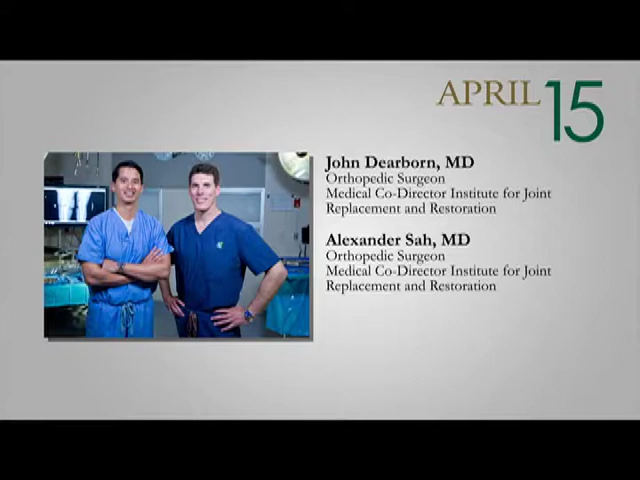 APRIL 15
John Dearborn, MD
Orthopedic Surgeon
Medical Co-Director Institute for Joint
Replacement and Restoration
Alexander Sah, MD
Orthopedic Surgeon
Medical Co-Director Institute for Joint
Replacement and Restoration